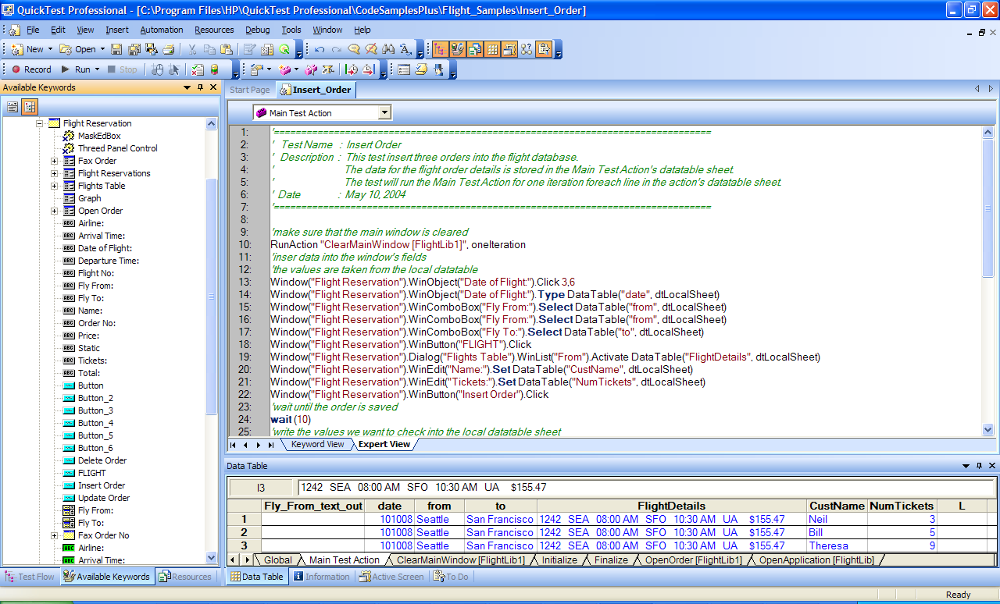 QuickTest Professional - [C:\Program Files\HP\QuickTest Professional\CodeSamplesPlus\Flight_Samples\Insert_Order]
File Edit View Insert Automation Resources Debug Tools Window Help
New Open
Record Run Stop
Available Keywords
Flight Reservation
MaskEdBox
Threed Panel Control
Fax Order
Flight Reservations
Flights Table
Graph
Open Order
ABC Airline:
ABC Arrival Time:
ABC Date of Flight:
ABC Departure Time:
ABC Flight No:
ABC Fly From:
ABC Fly To:
ABC Name:
ABC Order No:
ABC Price:
ABC Static
ABC Tickets:
ABC Total:
Button
Button_2
Button_3
Button_4
Button_5
Button_6
Delete Order
FLIGHT
Insert Order
Update Order
Fly From:
Fly To:
Fax Order No
abc Airline:
abc Arrival Time:
Test Flow Available Keywords Resources
Start Page Insert_Order
Main Test Action
1: '================================================================================
2: ' Test Name : Insert Order
3: ' Description : This test insert three orders into the flight database.
4: ' The data for the flight order details is stored in the Main Test Action's datatable sheet.
5: ' The test will run the Main Test Action for one iteration foreach line in the action's datatable sheet.
6: ' Date : May 10, 2004
7: '================================================================================
8:
9: 'make sure that the main window is cleared
10: RunAction "ClearMainWindow [FlightLib1]", oneIteration
11: 'inser data into the window's fields
12: 'the values are taken from the local datatable
13: Window("Flight Reservation").WinObject("Date of Flight:").Click 3,6
14: Window("Flight Reservation").WinObject("Date of Flight:").Type DataTable("date", dtLocalSheet)
15: Window("Flight Reservation").WinComboBox("Fly From:").Select DataTable("from", dtLocalSheet)
16: Window("Flight Reservation").WinComboBox("Fly From:").Select DataTable("from", dtLocalSheet)
17: Window("Flight Reservation").WinComboBox("Fly To:").Select DataTable("to", dtLocalSheet)
18: Window("Flight Reservation").WinButton("FLIGHT").Click
19: Window("Flight Reservation").Dialog("Flights Table").WinList("From").Activate DataTable("FlightDetails", dtLocalSheet)
20: Window("Flight Reservation").WinEdit("Name:").Set DataTable("CustName", dtLocalSheet)
21: Window("Flight Reservation").WinEdit("Tickets:").Set DataTable("NumTickets", dtLocalSheet)
22: Window("Flight Reservation").WinButton("Insert Order").Click
23: 'wait until the order is saved
24: wait (10)
25: 'write the values we want to check into the local datatable sheet
Keyword View Expert View
Data Table
I3 1242 SEA 08:00 AM SFO 10:30 AM UA $155.47
Fly_From_text_out date from to FlightDetails CustName NumTickets L
1 101008 Seattle San Francisco 1242 SEA 08:00 AM SFO 10:30 AM UA $155.47 Neil 3
2 101008 Seattle San Francisco 1242 SEA 08:00 AM SFO 10:30 AM UA $155.47 Bill 5
3 101008 Seattle San Francisco 1242 SEA 08:00 AM SFO 10:30 AM UA $155.47 Theresa 9
Global Main Test Action ClearMainWindow [FlightLib1] Initialize Finalize OpenOrder [FlightLib1] OpenApplication [FlightLib]
Data Table Information Active Screen To Do
Ready